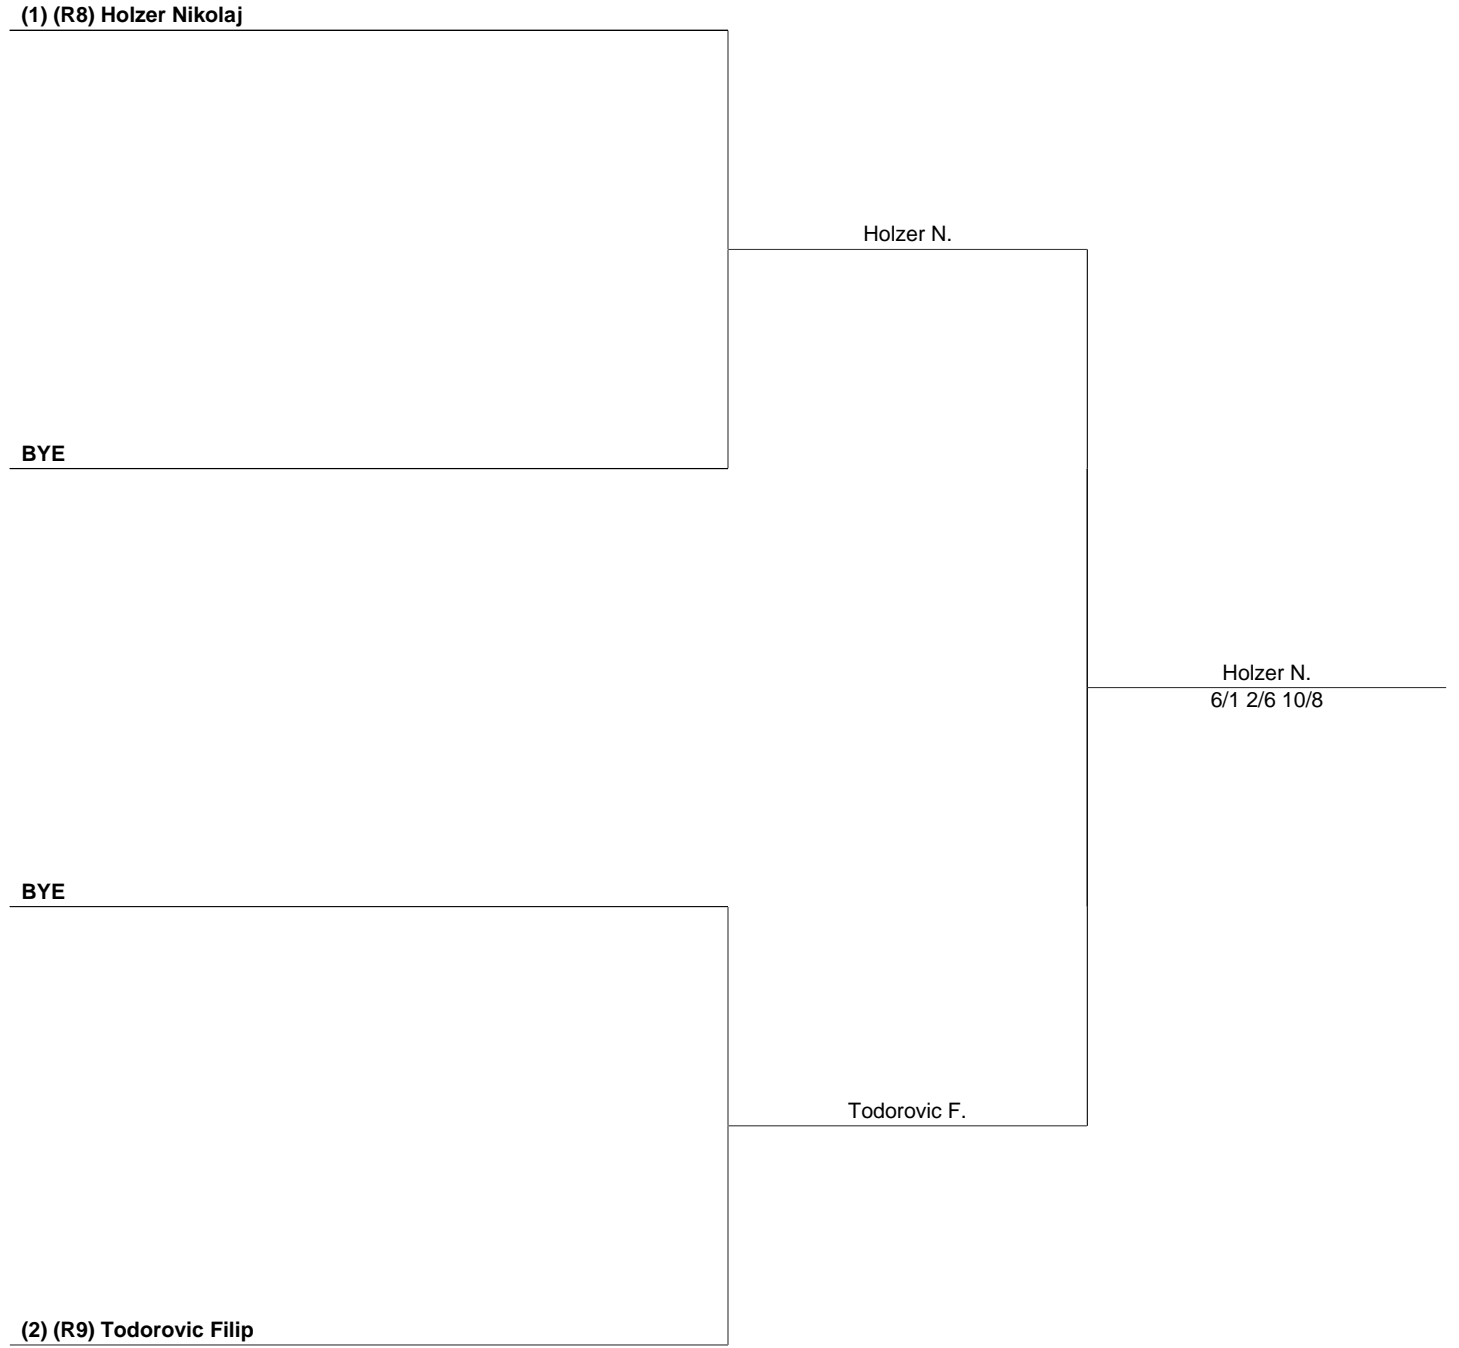 (1) (R8) Holzer Nikolaj
Holzer N.
BYE
Holzer N.
6/1 2/6 10/8
BYE
Todorovic F.
(2) (R9) Todorovic Filip